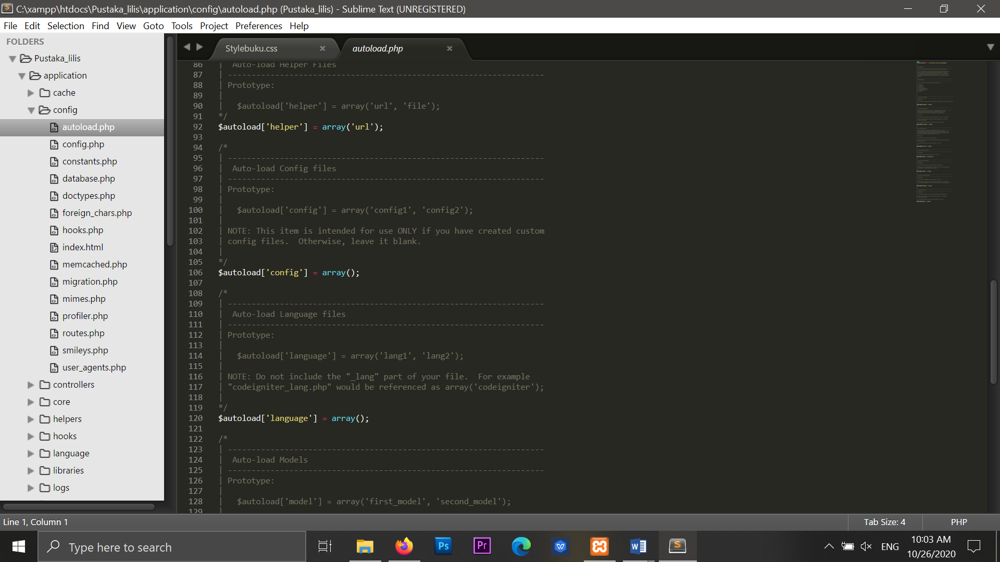 C:\xampp\htdocs\Pustaka_lilis\application\config\autoload.php (Pustaka_lilis) - Sublime Text (UNREGISTERED)
File Edit Selection Find View Goto Tools Project Preferences Help
FOLDERS
Pustaka_lilis
application
cache
config
autoload.php
config.php
constants.php
database.php
doctypes.php
foreign_chars.php
hooks.php
index.html
memcached.php
migration.php
mimes.php
profiler.php
routes.php
smileys.php
user_agents.php
controllers
core
helpers
hooks
language
libraries
logs
Stylebuku.css × autoload.php ×
86 | Auto-load Helper Files
87 | -------------------------------------------------------------------
88 | Prototype:
89 |
90 | $autoload['helper'] = array('url', 'file');
91 */
92 $autoload['helper'] = array('url');
93
94 /*
95 | -------------------------------------------------------------------
96 | Auto-load Config files
97 | -------------------------------------------------------------------
98 | Prototype:
99 |
100 | $autoload['config'] = array('config1', 'config2');
101 |
102 | NOTE: This item is intended for use ONLY if you have created custom
103 | config files.  Otherwise, leave it blank.
104 |
105 */
106 $autoload['config'] = array();
107
108 /*
109 | -------------------------------------------------------------------
110 | Auto-load Language files
111 | -------------------------------------------------------------------
112 | Prototype:
113 |
114 | $autoload['language'] = array('lang1', 'lang2');
115 |
116 | NOTE: Do not include the "_lang" part of your file.  For example
117 | "codeigniter_lang.php" would be referenced as array('codeigniter');
118 |
119 */
120 $autoload['language'] = array();
121
122 /*
123 | -------------------------------------------------------------------
124 | Auto-load Models
125 | -------------------------------------------------------------------
126 | Prototype:
127 |
128 | $autoload['model'] = array('first_model', 'second_model');
129 |
Line 1, Column 1 Tab Size: 4 PHP
Type here to search Ps Pr ENG 10:03 AM
10/26/2020